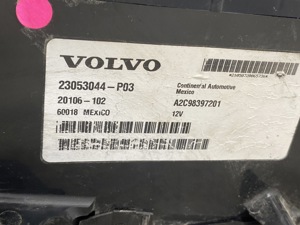 VOLVO
23053044-P03
Continental Automotive
Mexico
20106-102
A2C98397201
60018 MEXICO
12V